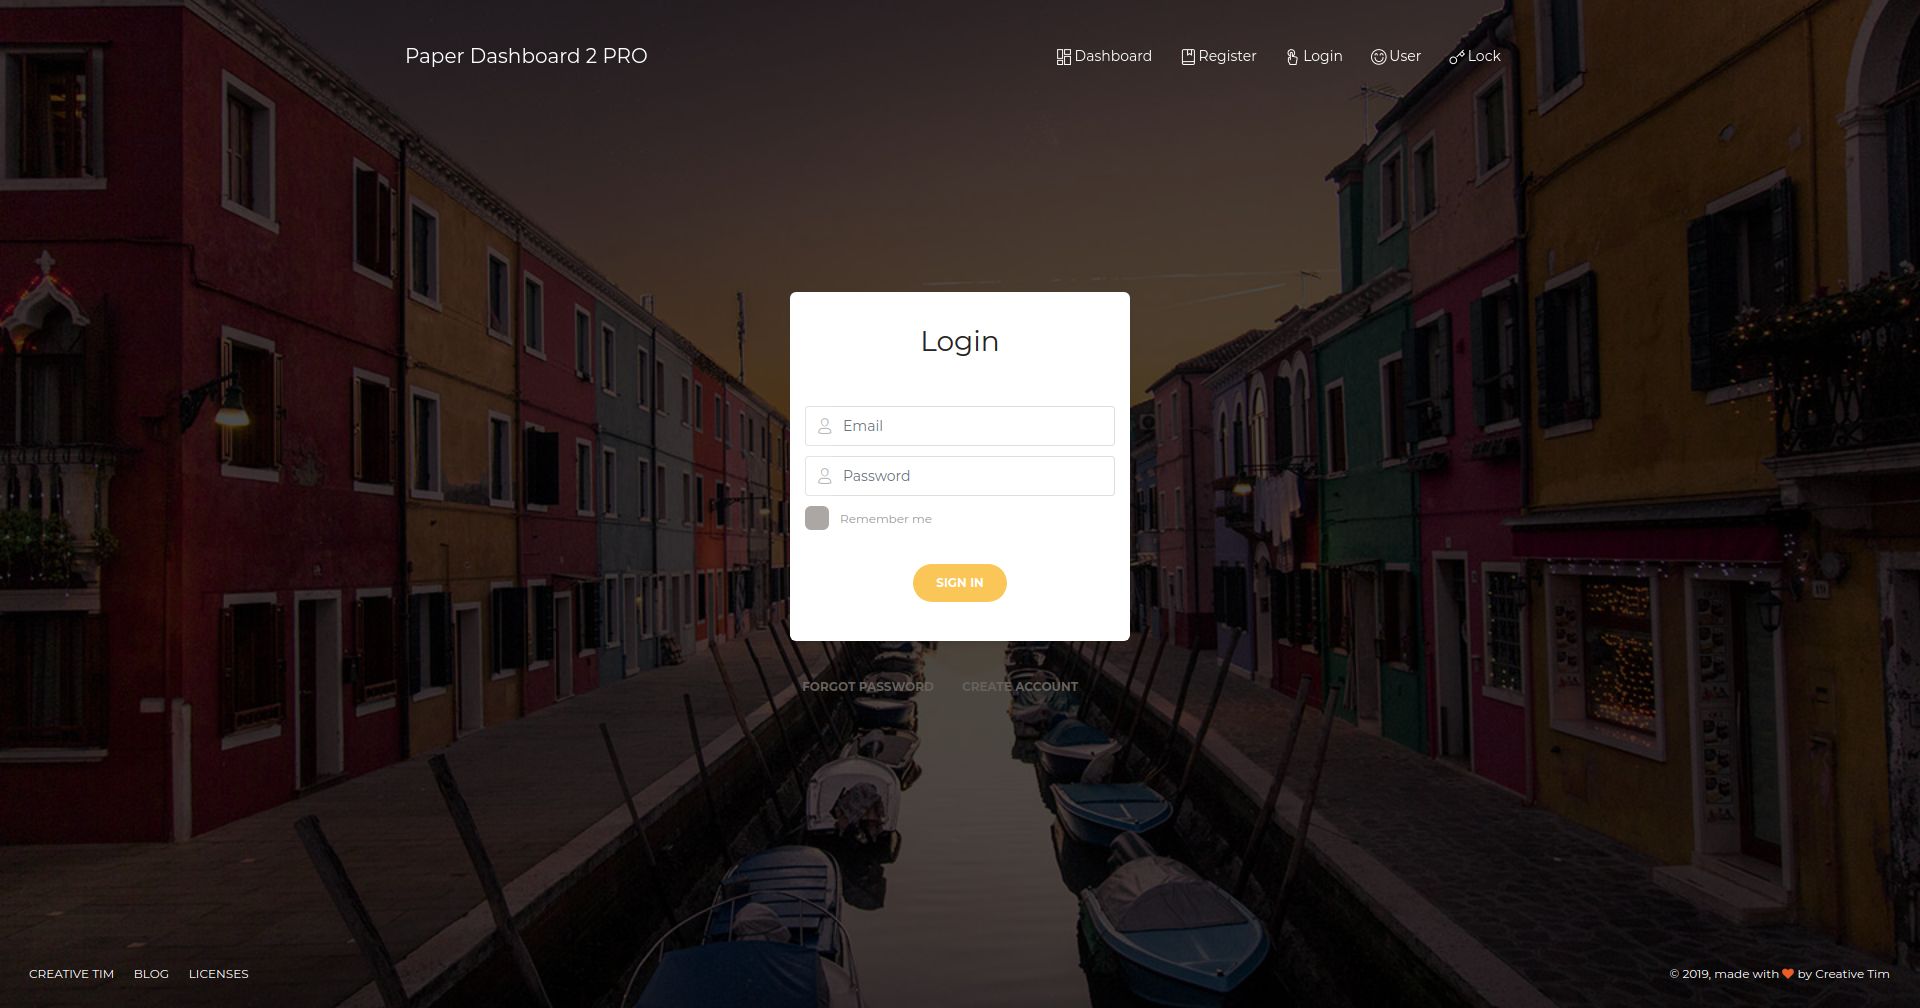 Paper Dashboard 2 PRO
Dashboard
Register
Login
User
Lock
Login
Email
Password
Remember me
SIGN IN
FORGOT PASSWORD
CREATE ACCOUNT
CREATIVE TIM
BLOG
LICENSES
© 2019, made with by Creative Tim